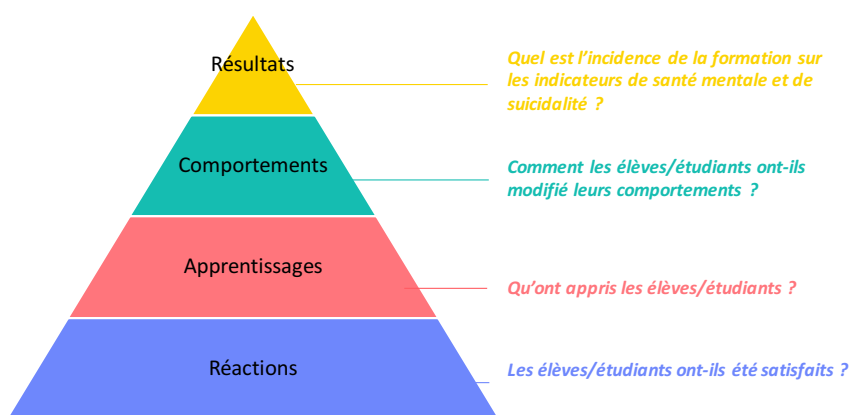 Résultats
Quel est l’incidence de la formation sur
les indicateurs de santé mentale et de
suicidalité ?
Comportements
Comment les élèves/étudiants ont-ils
modifié leurs comportements ?
Apprentissages
Qu’ont appris les élèves/étudiants ?
Réactions
Les élèves/étudiants ont-ils été satisfaits ?